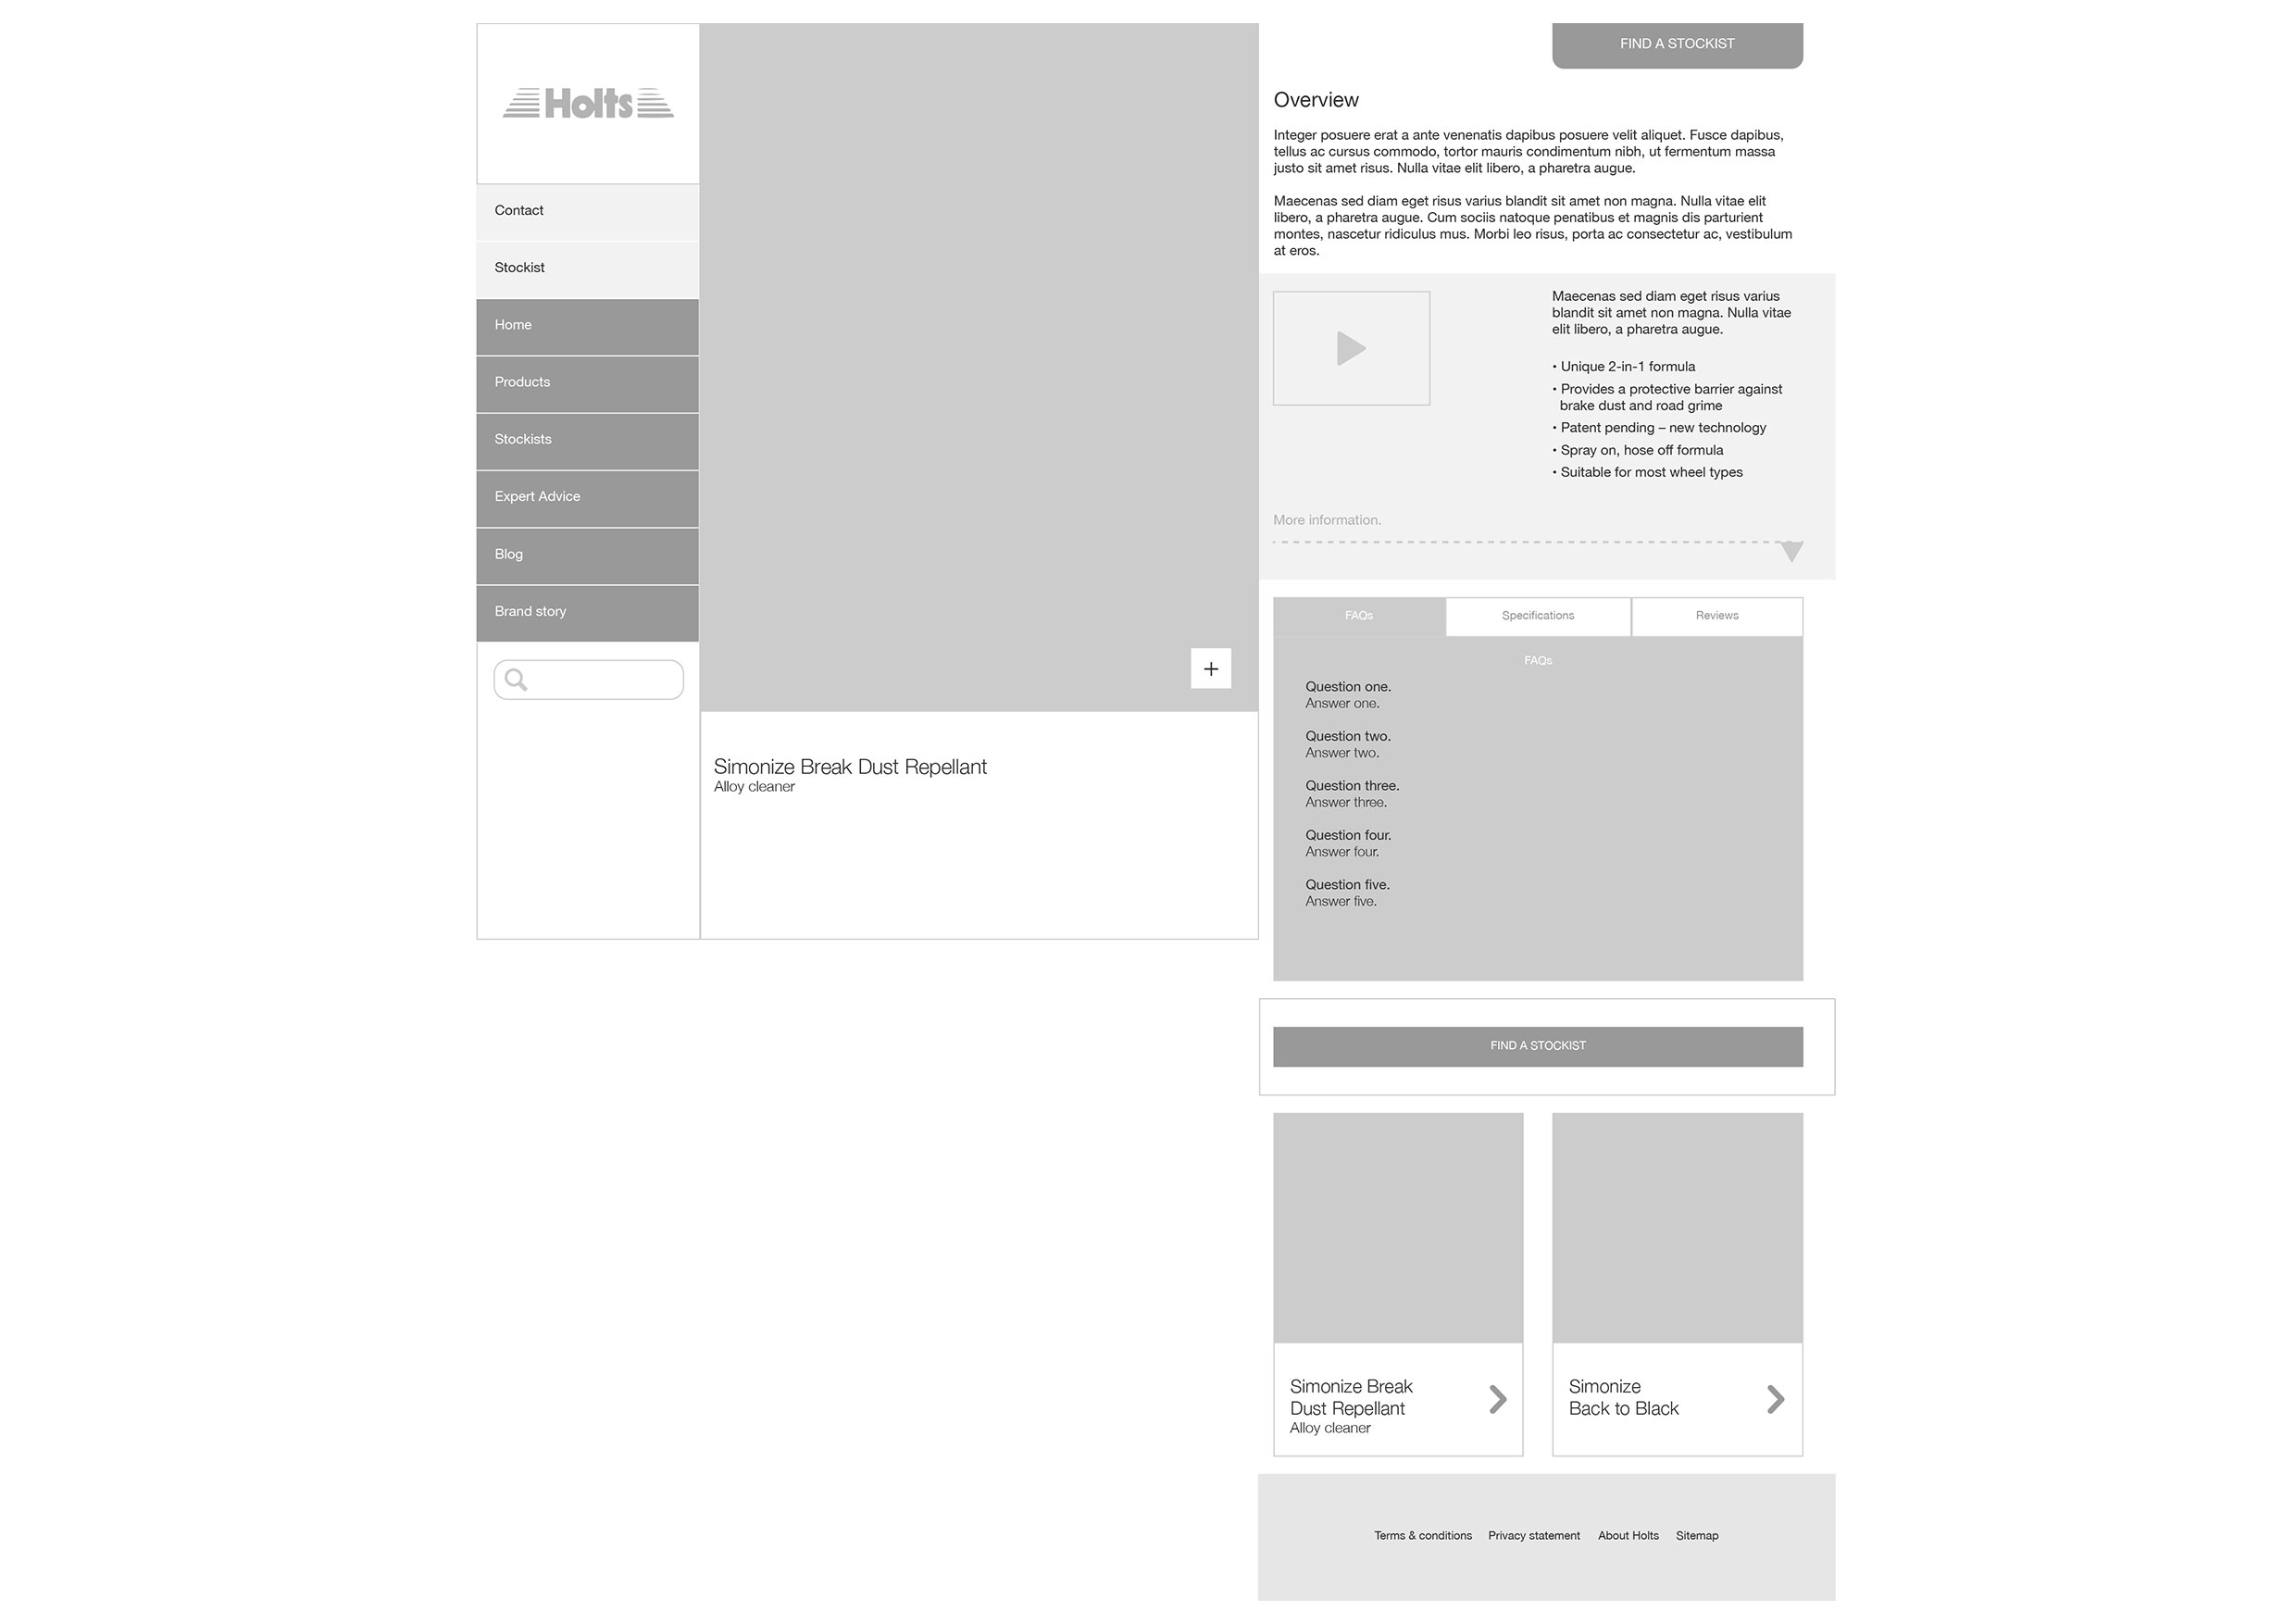 Holts
Contact
Stockist
Home
Products
Stockists
Expert Advice
Blog
Brand story
Simonize Break Dust Repellant
Alloy cleaner
FIND A STOCKIST
Overview
Integer posuere erat a ante venenatis dapibus posuere velit aliquet. Fusce dapibus,
tellus ac cursus commodo, tortor mauris condimentum nibh, ut fermentum massa
justo sit amet risus. Nulla vitae elit libero, a pharetra augue.
Maecenas sed diam eget risus varius blandit sit amet non magna. Nulla vitae elit
libero, a pharetra augue. Cum sociis natoque penatibus et magnis dis parturient
montes, nascetur ridiculus mus. Morbi leo risus, porta ac consectetur ac, vestibulum
at eros.
Maecenas sed diam eget risus varius
blandit sit amet non magna. Nulla vitae
elit libero, a pharetra augue.
• Unique 2-in-1 formula
• Provides a protective barrier against
brake dust and road grime
• Patent pending – new technology
• Spray on, hose off formula
• Suitable for most wheel types
More information.
FAQs
Specifications
Reviews
FAQs
Question one.
Answer one.
Question two.
Answer two.
Question three.
Answer three.
Question four.
Answer four.
Question five.
Answer five.
FIND A STOCKIST
Simonize Break
Dust Repellant
Alloy cleaner
Simonize
Back to Black
Terms & conditions
Privacy statement
About Holts
Sitemap